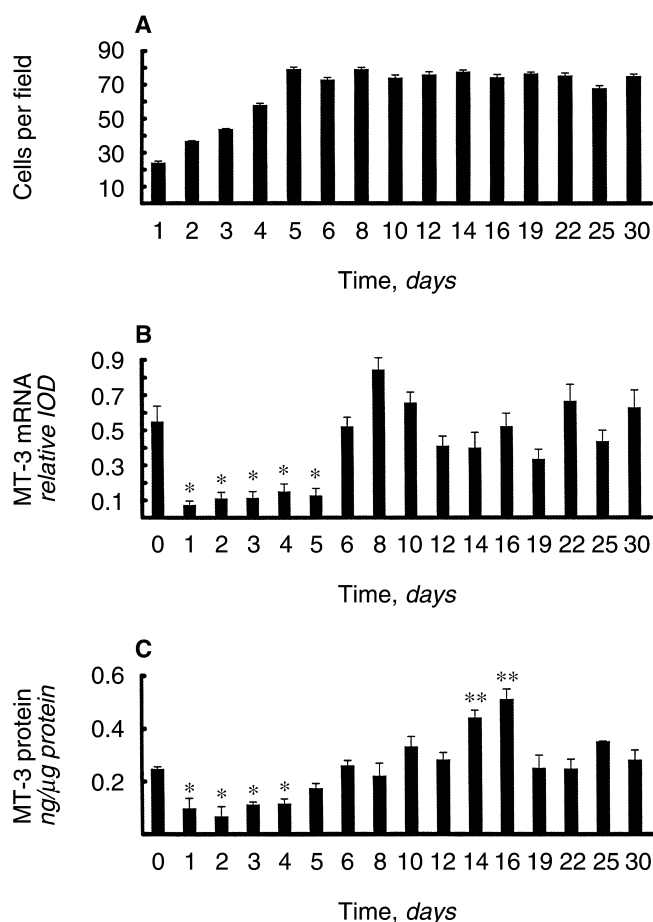 A
Cells per field
90
70
50
30
10
1 2 3 4 5 6 8 10 12 14 16 19 22 25 30
Time, days
B
MT-3 mRNA
relative IOD
0.9
0.7
0.5
0.3
0.1
* * * * *
0 1 2 3 4 5 6 8 10 12 14 16 19 22 25 30
Time, days
C
MT-3 protein
ng/µg protein
0.6
0.4
0.2
* * * * ** **
0 1 2 3 4 5 6 8 10 12 14 16 19 22 25 30
Time, days